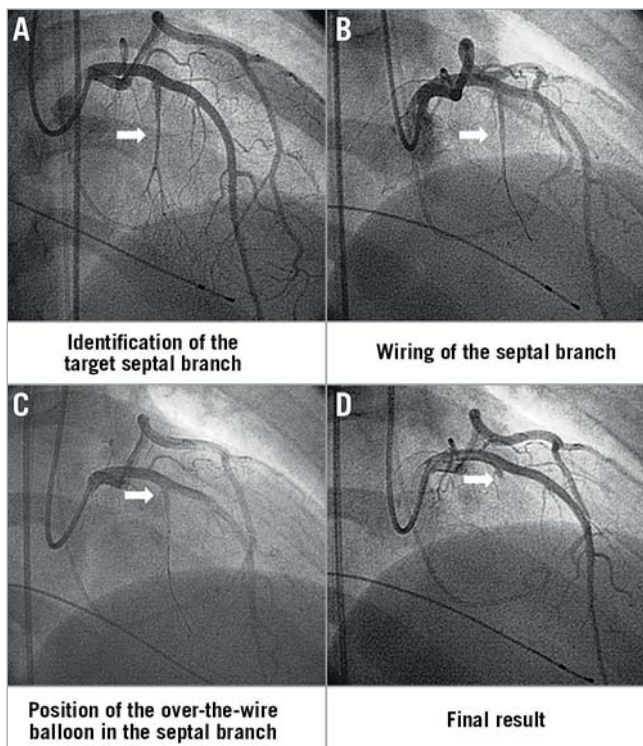 A
B
Identification of the
target septal branch
Wiring of the septal branch
C
D
Position of the over-the-wire
balloon in the septal branch
Final result